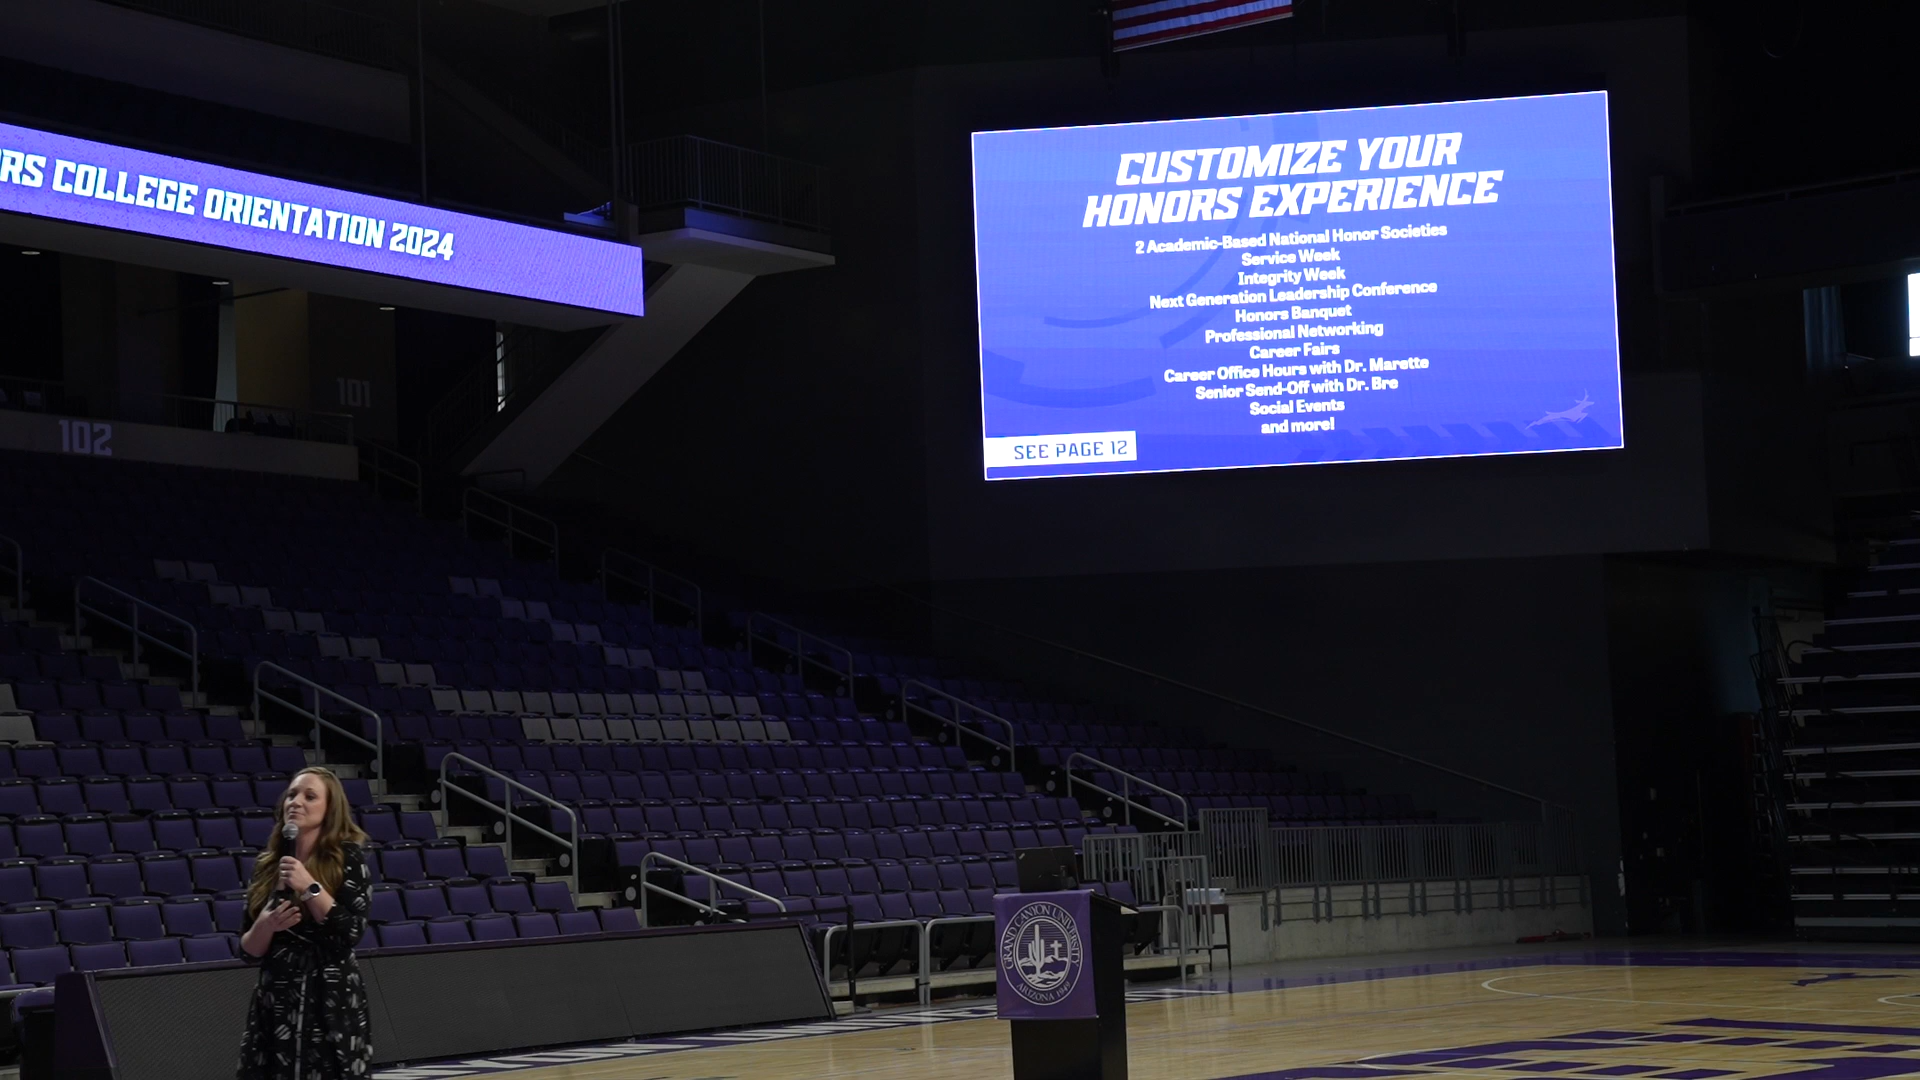 RS COLLEGE ORIENTATION 2024
CUSTOMIZE YOUR
HONORS EXPERIENCE
2 Academic-Based National Honor Societies
Service Week
Integrity Week
Next Generation Leadership Conference
Honors Banquet
Professional Networking
Career Fairs
Career Office Hours with Dr. Marette
Senior Send-Off with Dr. Bre
Social Events
and more!
SEE PAGE 12
101
102
GRAND CANYON UNIVERSITY
ARIZONA 1949